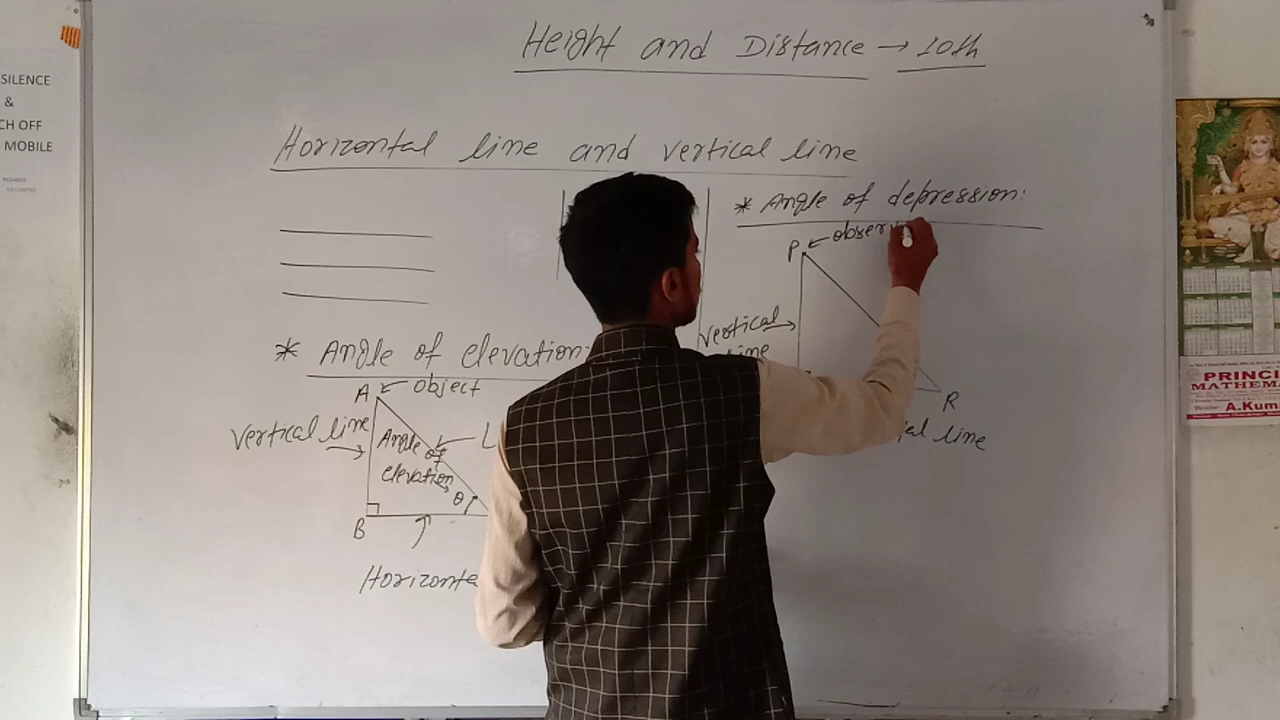 Height and Distance → 10th
Horizontal line and vertical line
* Angle of depression:
P ← observ
vertical →
line
R
line
* Angle of elevation:
A ← object
Vertical line →
Angle of elevation
← L
θ
B
Horizonta
SILENCE
&
CH OFF
MOBILE
PRINCI
MATHEMA
A.Kum